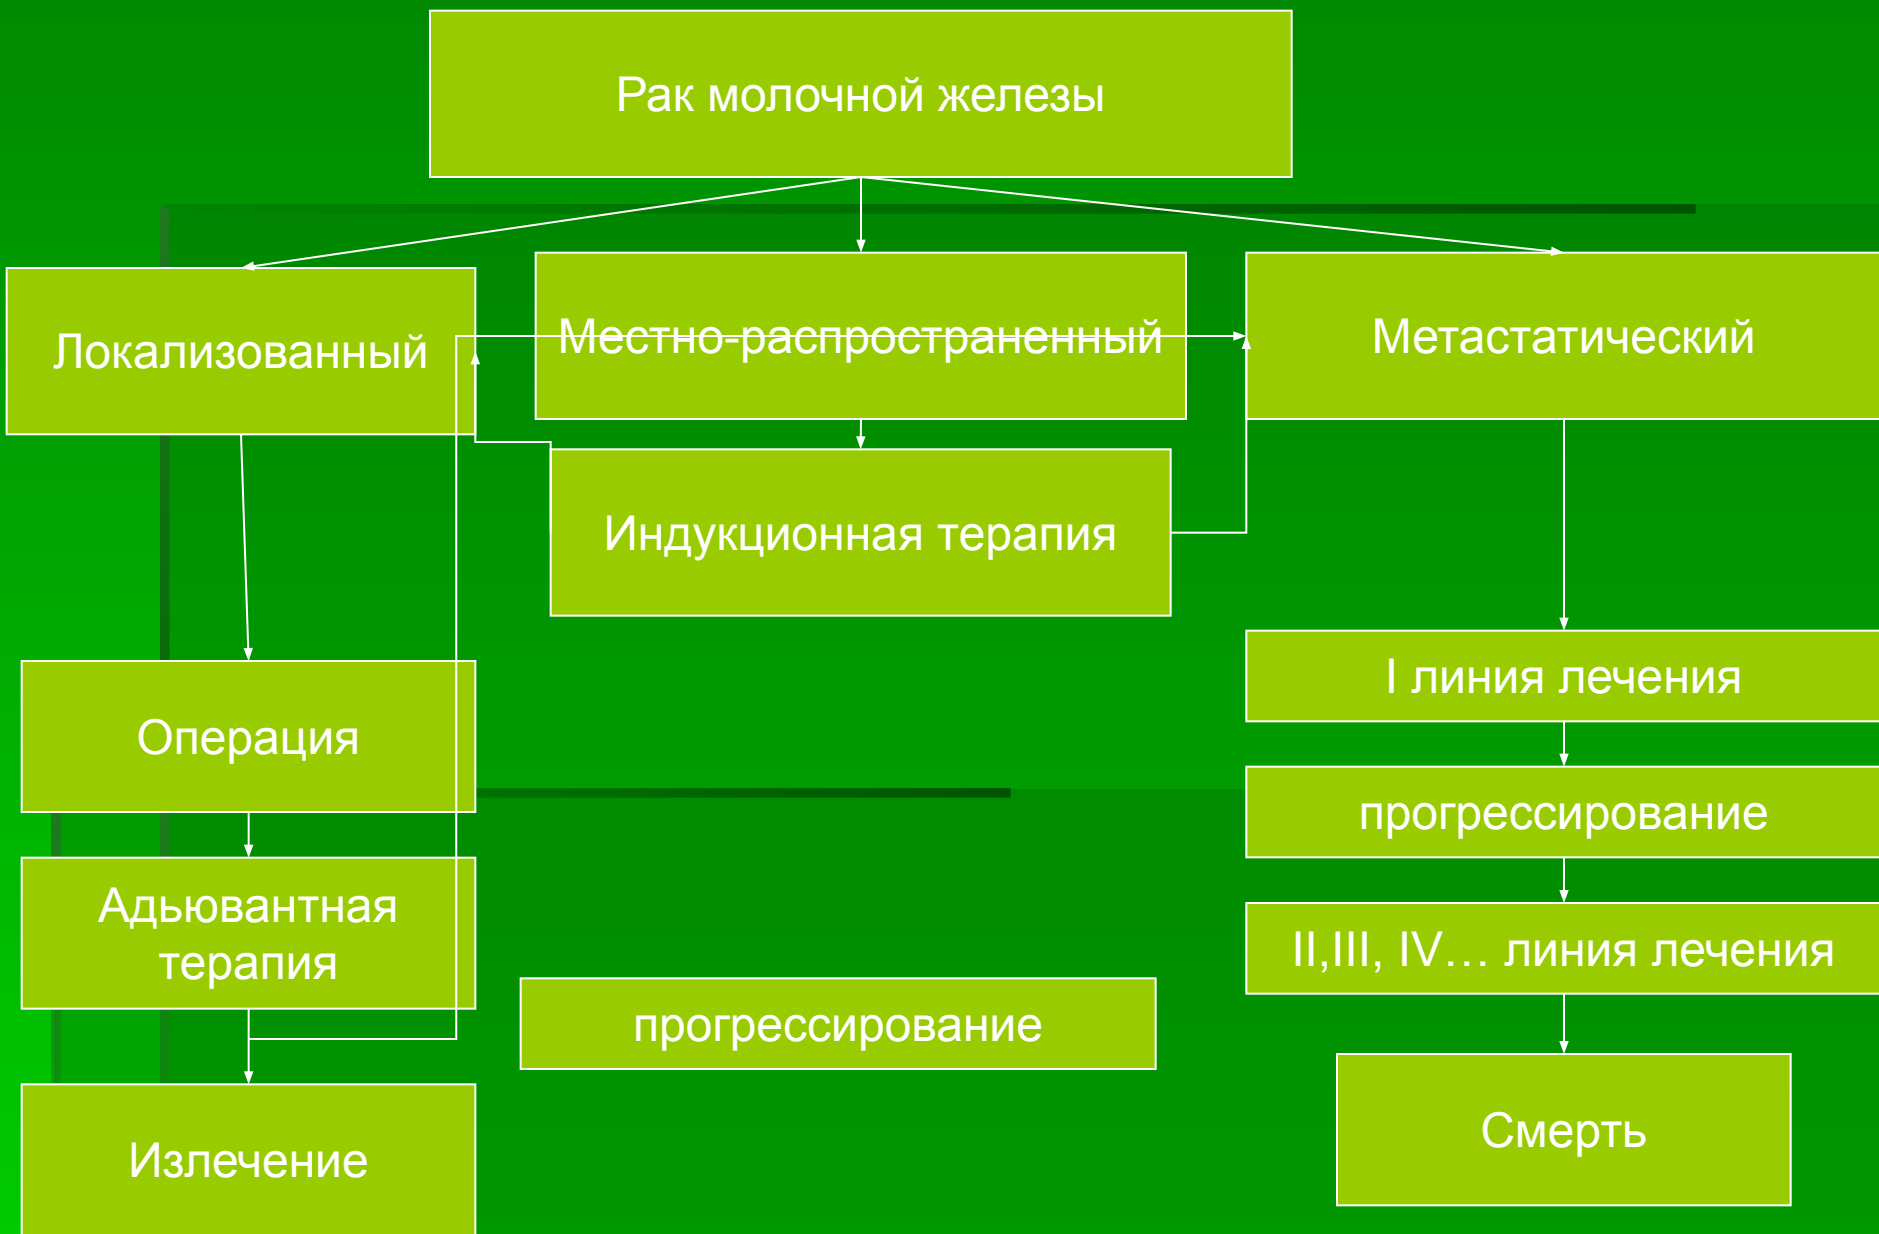 Рак молочной железы
Локализованный
Местно-распространенный
Метастатический
Индукционная терапия
I линия лечения
Операция
прогрессирование
Адьювантная
терапия
II,III, IV… линия лечения
прогрессирование
Смерть
Излечение